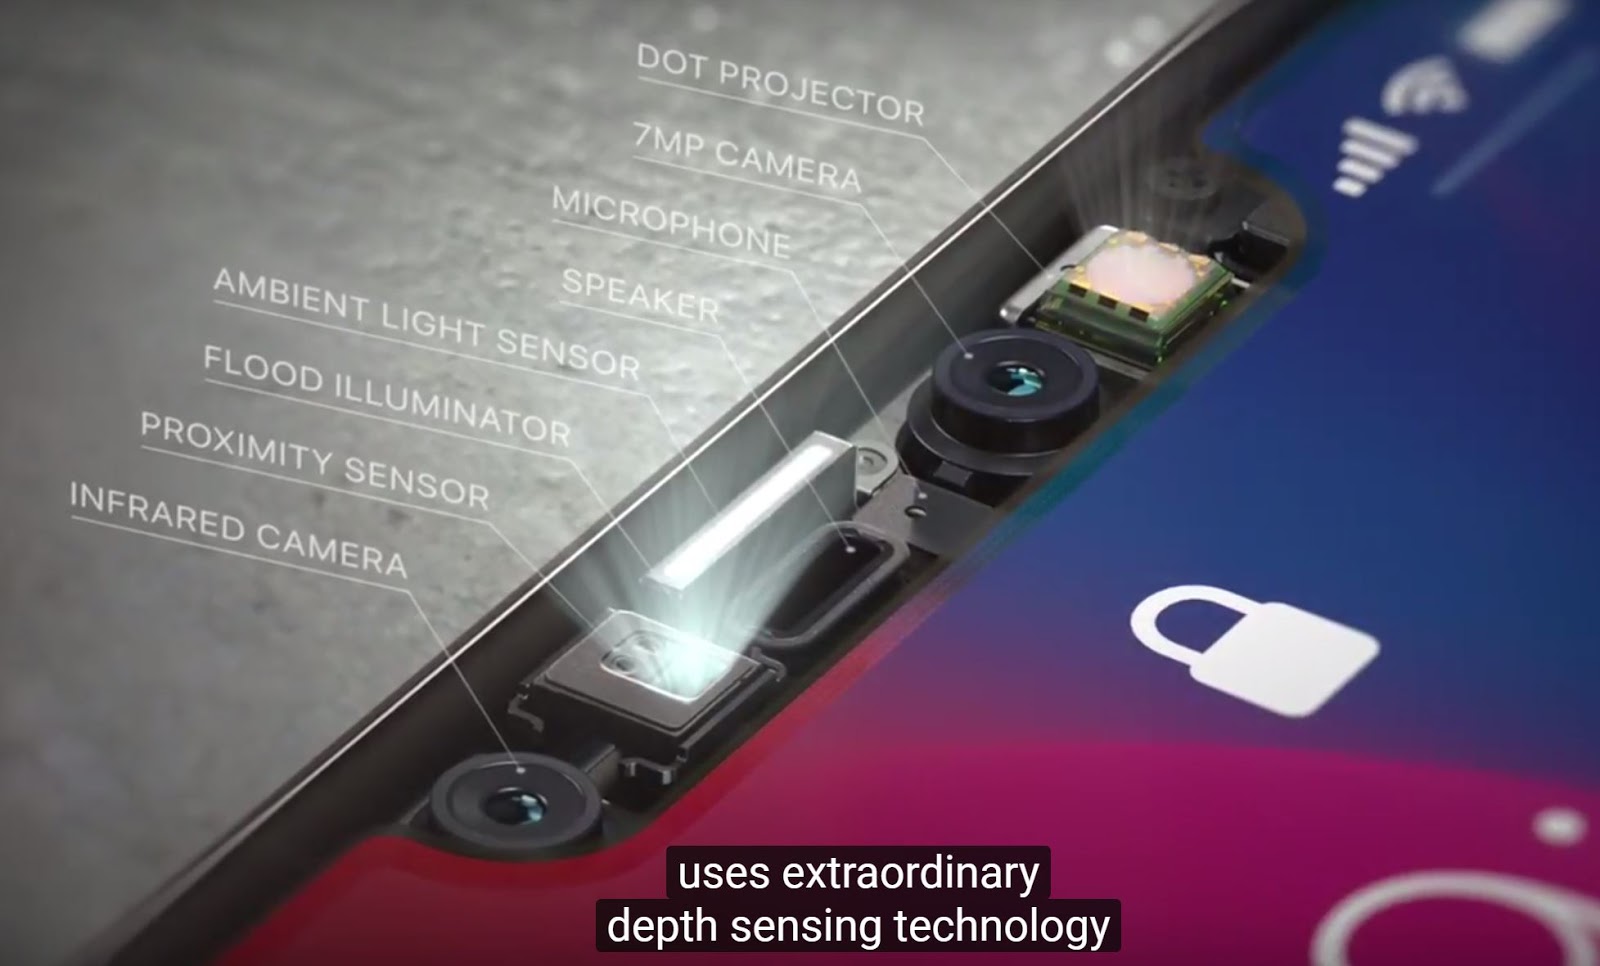 DOT PROJECTOR
7MP CAMERA
MICROPHONE
SPEAKER
AMBIENT LIGHT SENSOR
FLOOD ILLUMINATOR
PROXIMITY SENSOR
INFRARED CAMERA
uses extraordinary
depth sensing technology